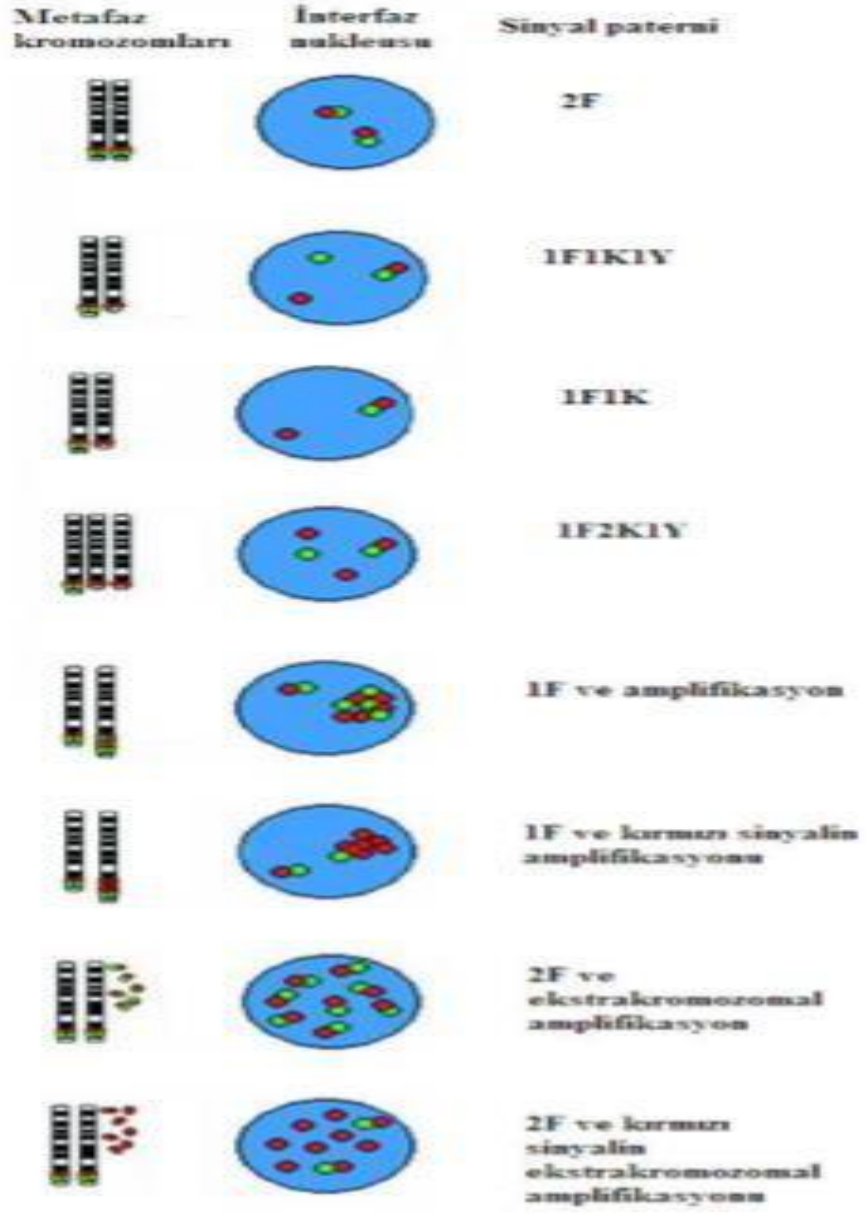 Metafaz
kromozomları
İnterfaz
nukleusu
Sinyal paterni
2F
1F1K1Y
1F1K
1F2K1Y
1F ve amplifikasyon
1F ve kırmızı sinyalin
amplifikasyonu
2F ve
ekstrakromozomal
amplifikasyon
2F ve kırmızı
sinyalin
ekstrakromozomal
amplifikasyonu